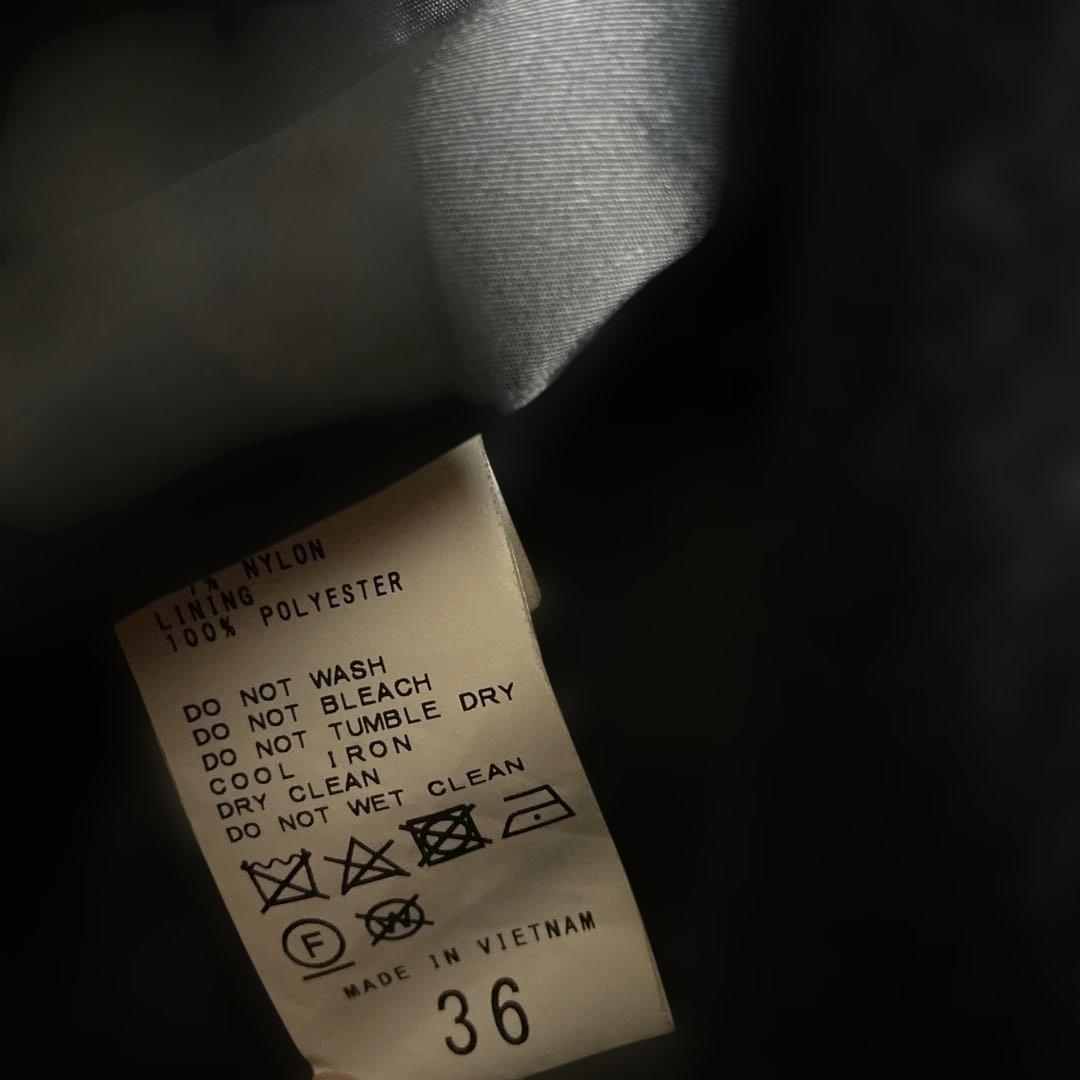 NYLON
LINING
100% POLYESTER
DO NOT WASH
DO NOT BLEACH
DO NOT TUMBLE DRY
COOL IRON
DRY CLEAN
DO NOT WET CLEAN
F W
MADE IN VIETNAM
36